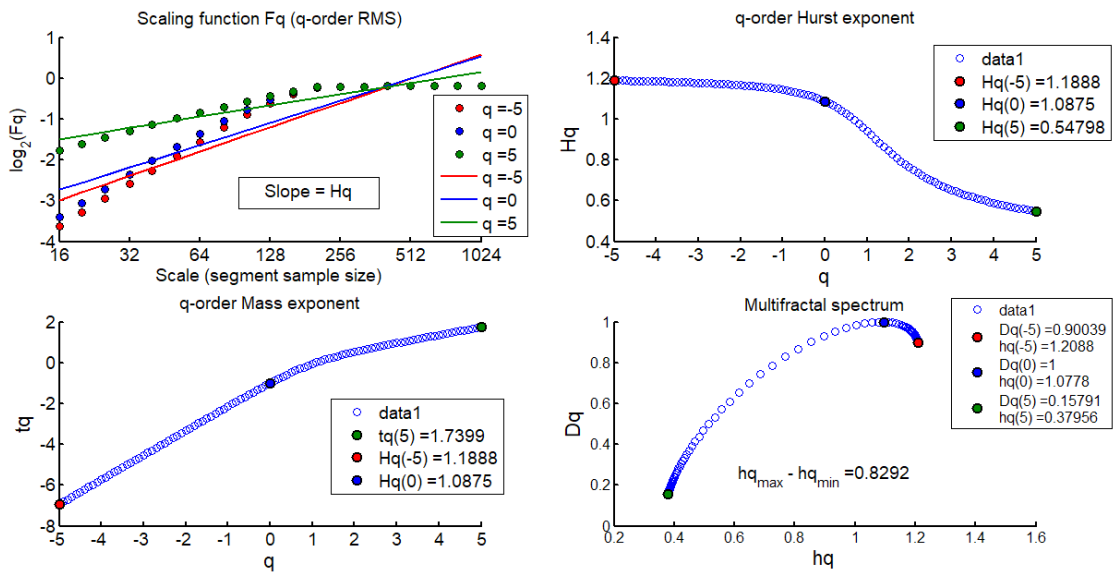 Scaling function Fq (q-order RMS)
1
0
-1
-2
-3
-4
log2(Fq)
16
32
64
128
256
512
1024
Scale (segment sample size)
Slope = Hq
q =-5
q =0
q =5
q =-5
q =0
q =5
q-order Hurst exponent
1.4
1.2
1
0.8
0.6
0.4
Hq
-5
-4
-3
-2
-1
0
1
2
3
4
5
q
data1
Hq(-5)=1.1888
Hq(0)=1.0875
Hq(5)=0.54798
q-order Mass exponent
2
0
-2
-4
-6
-8
tq
-5
0
5
q
data1
tq(5)=1.7399
Hq(-5)=1.1888
Hq(0)=1.0875
Multifractal spectrum
1
0.8
0.6
0.4
0.2
0
Dq
0.2
0.4
0.6
0.8
1
1.2
1.4
1.6
hq
hqmax - hqmin =0.8292
data1
Dq(-5)=0.90039
hq(-5)=1.2088
Dq(0)=1
hq(0)=1.0778
Dq(5)=0.15791
hq(5)=0.37956